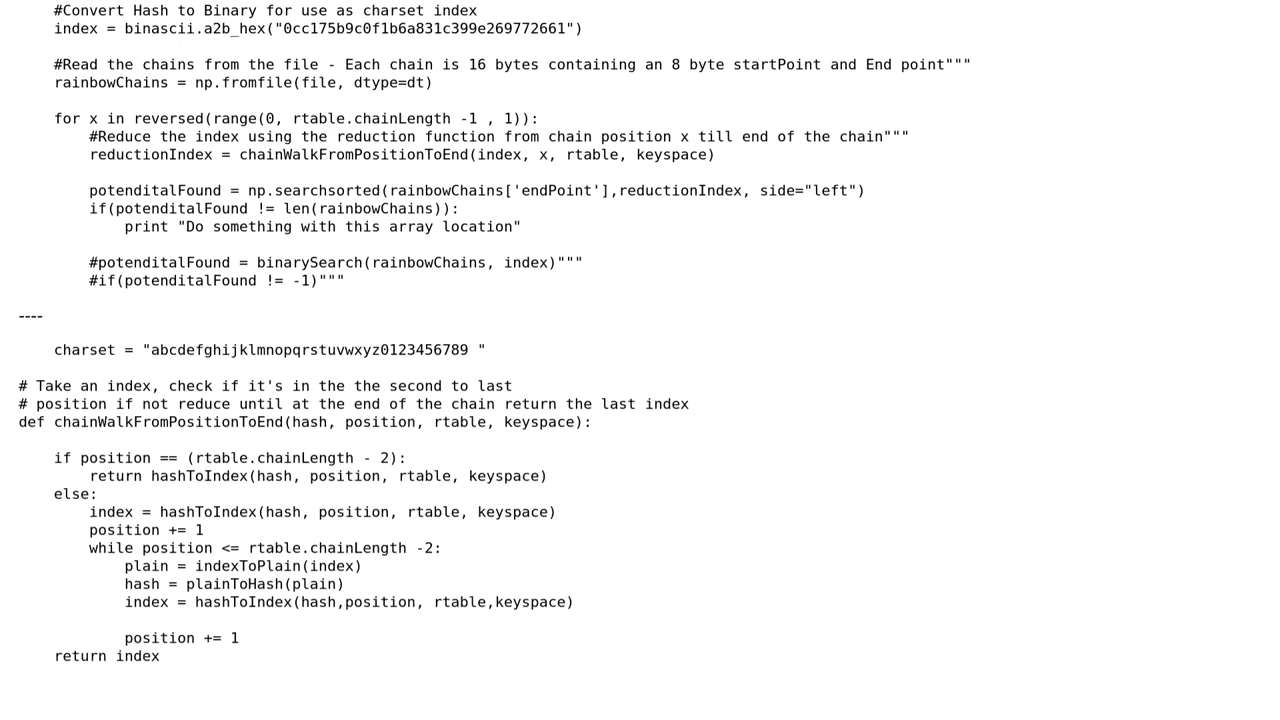 #Convert Hash to Binary for use as charset index
index = binascii.a2b_hex("0cc175b9c0f1b6a831c399e269772661")
#Read the chains from the file - Each chain is 16 bytes containing an 8 byte startPoint and End point"""
rainbowChains = np.fromfile(file, dtype=dt)
for x in reversed(range(0, rtable.chainLength -1 , 1)):
#Reduce the index using the reduction function from chain position x till end of the chain"""
reductionIndex = chainWalkFromPositionToEnd(index, x, rtable, keyspace)
potenditalFound = np.searchsorted(rainbowChains['endPoint'],reductionIndex, side="left")
if(potenditalFound != len(rainbowChains)):
print "Do something with this array location"
#potenditalFound = binarySearch(rainbowChains, index)"""
#if(potenditalFound != -1)"""
----
charset = "abcdefghijklmnopqrstuvwxyz0123456789 "
# Take an index, check if it's in the the second to last
# position if not reduce until at the end of the chain return the last index
def chainWalkFromPositionToEnd(hash, position, rtable, keyspace):
if position == (rtable.chainLength - 2):
return hashToIndex(hash, position, rtable, keyspace)
else:
index = hashToIndex(hash, position, rtable, keyspace)
position += 1
while position <= rtable.chainLength -2:
plain = indexToPlain(index)
hash = plainToHash(plain)
index = hashToIndex(hash,position, rtable,keyspace)
position += 1
return index